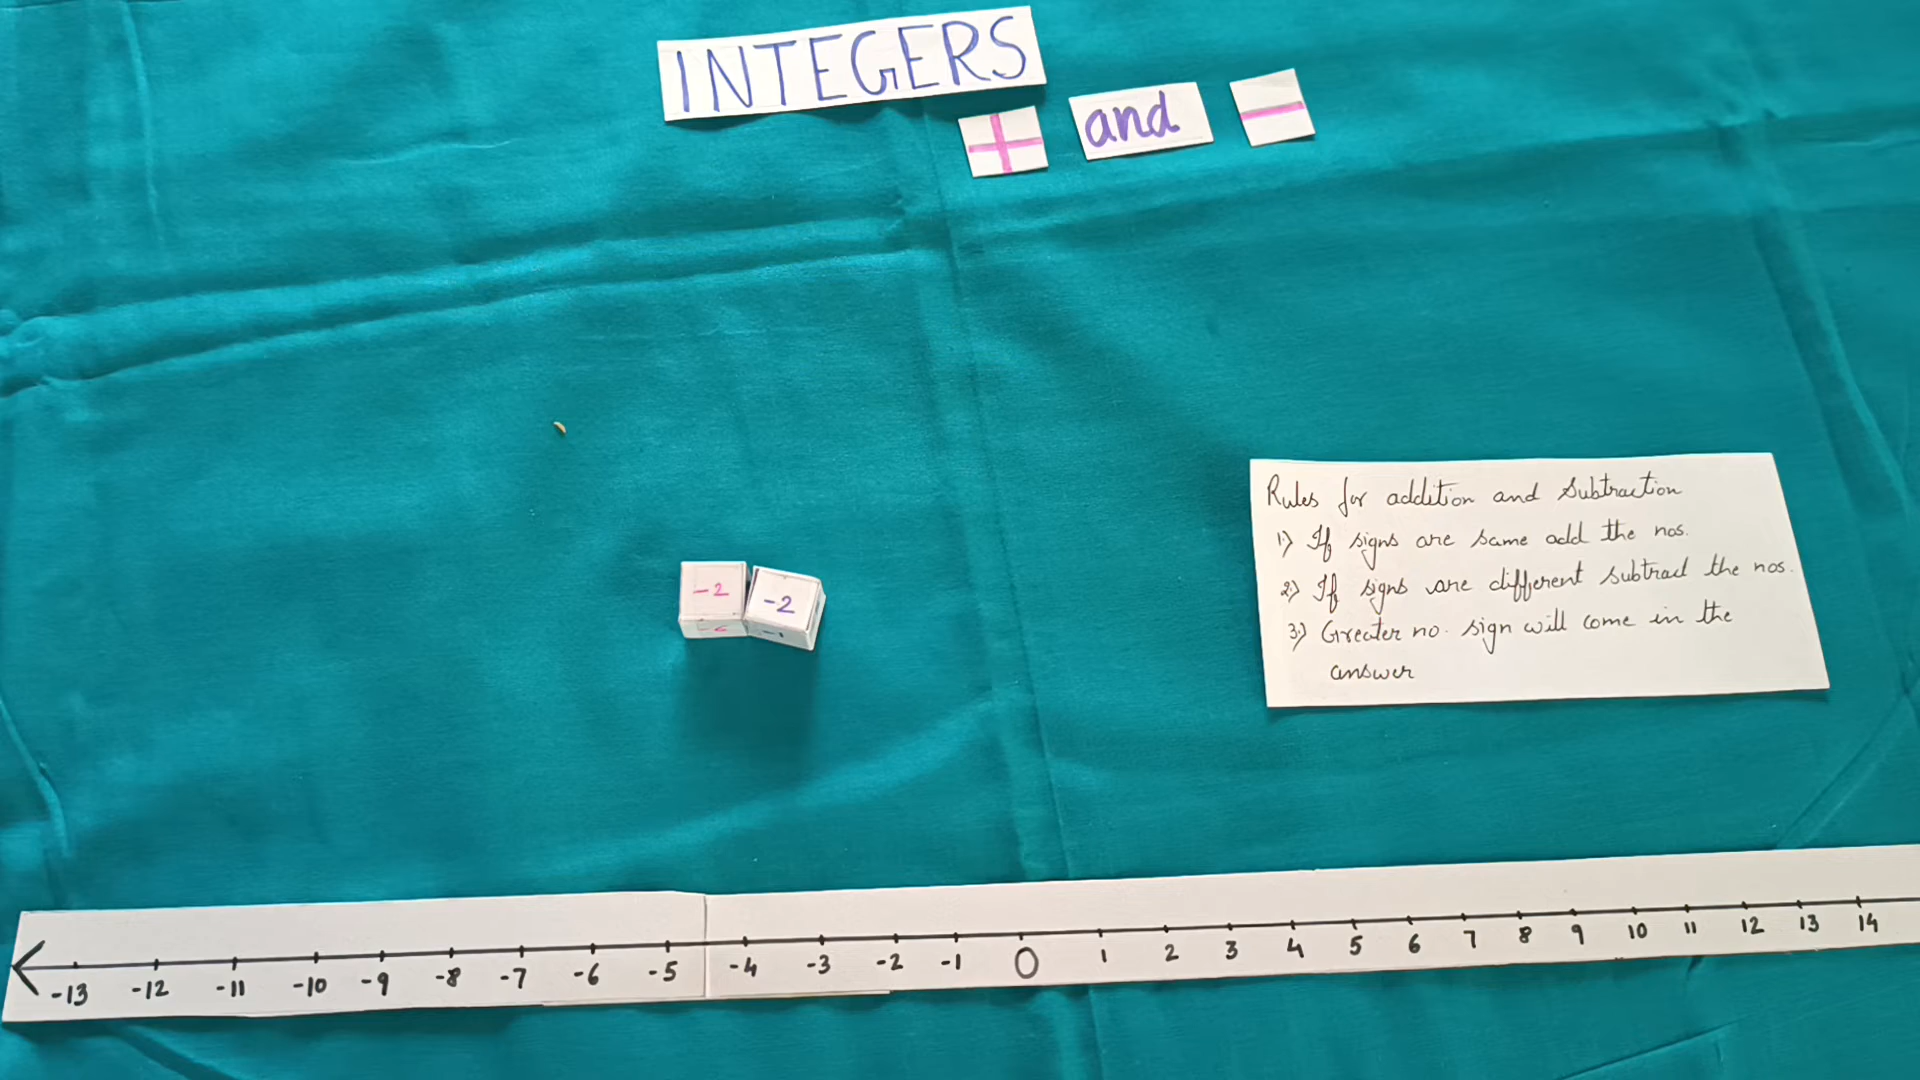 INTEGERS
+ and -
Rules for addition and Subtraction
1) If signs are same add the nos.
2) If signs are different subtract the nos.
3) Greater no. sign will come in the
answer
-2 -2
-1
-13 -12 -11 -10 -9 -8 -7 -6 -5 -4 -3 -2 -1 0 1 2 3 4 5 6 7 8 9 10 11 12 13 14